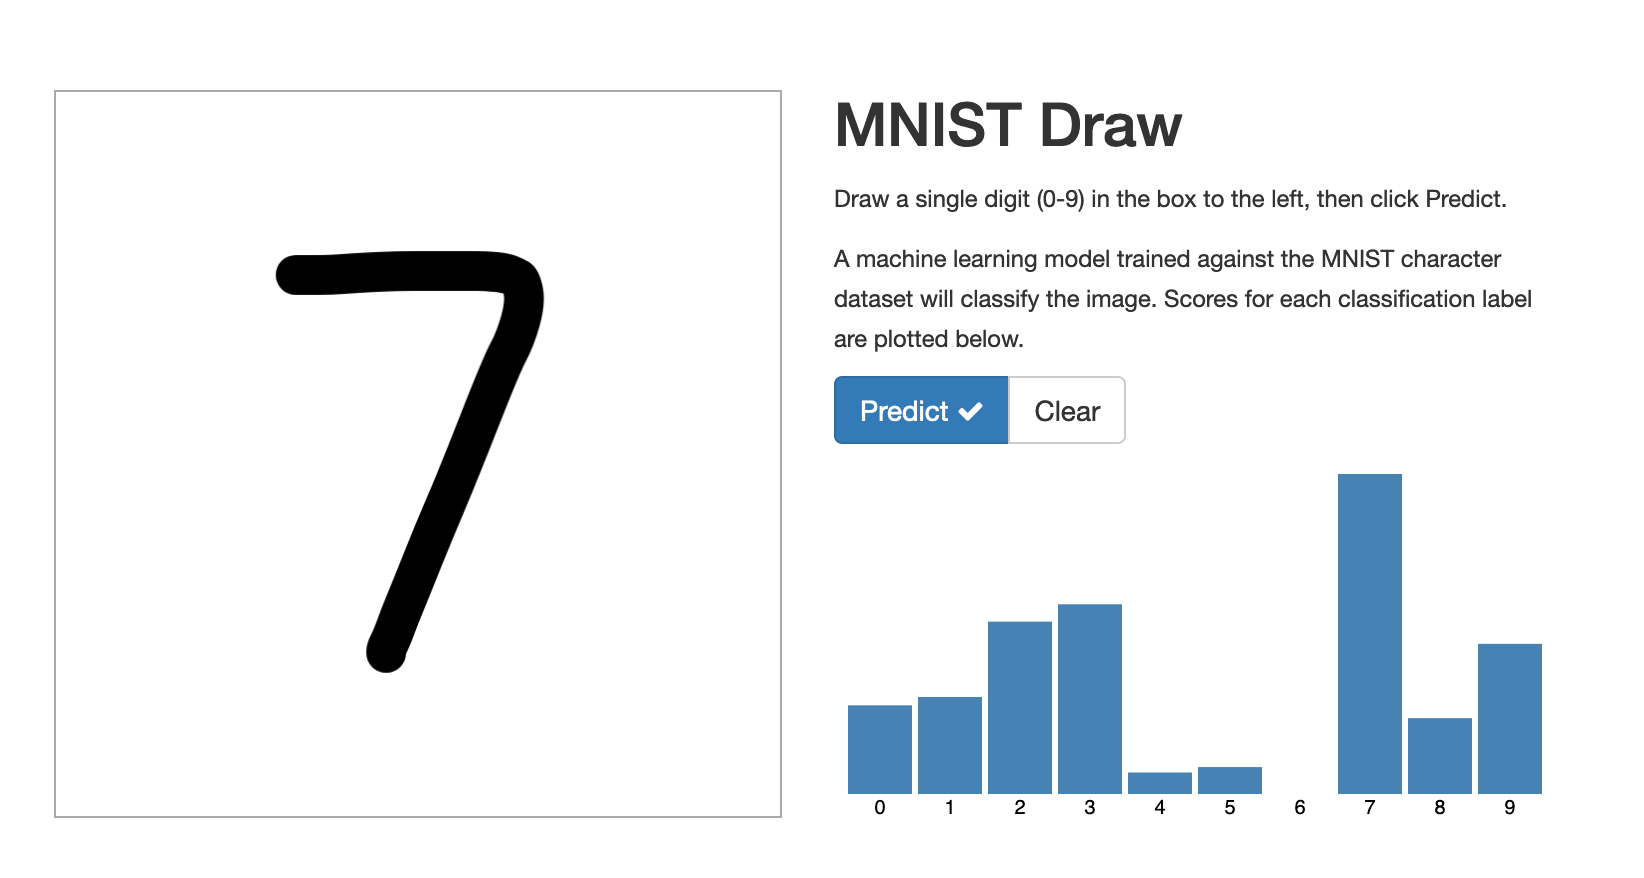 7
MNIST Draw
Draw a single digit (0-9) in the box to the left, then click Predict.
A machine learning model trained against the MNIST character
dataset will classify the image. Scores for each classification label
are plotted below.
Predict Clear
0 1 2 3 4 5 6 7 8 9